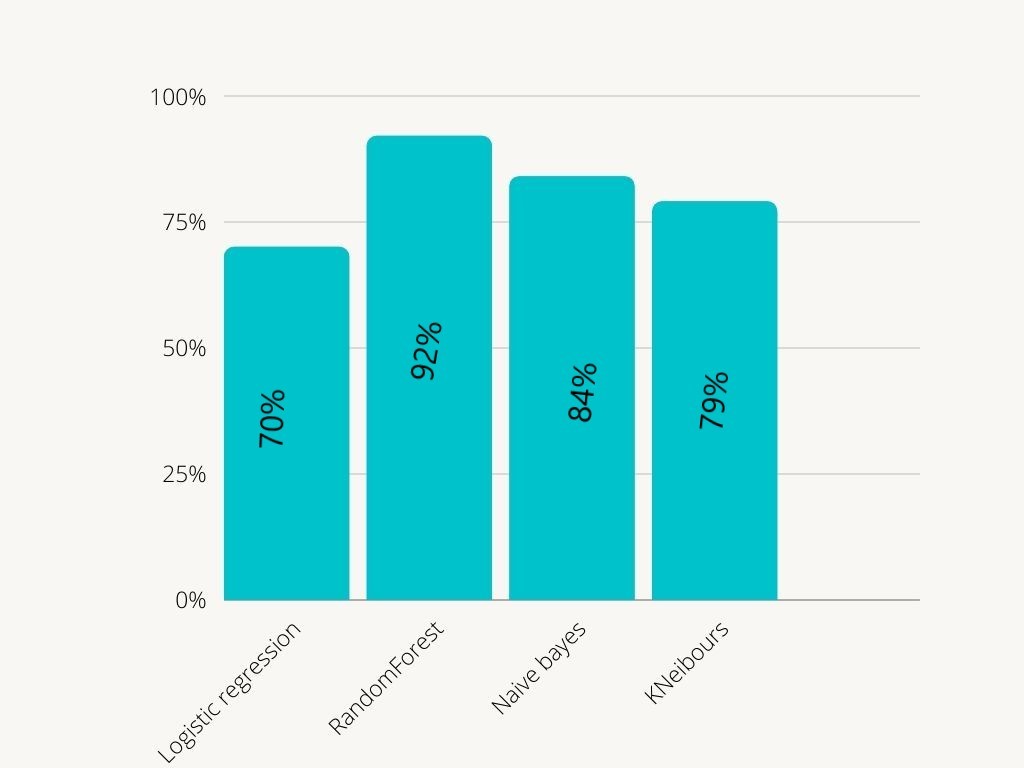 100%
75%
50%
25%
0%
70%
92%
84%
79%
Logistic regression
RandomForest
Naive bayes
KNeibours